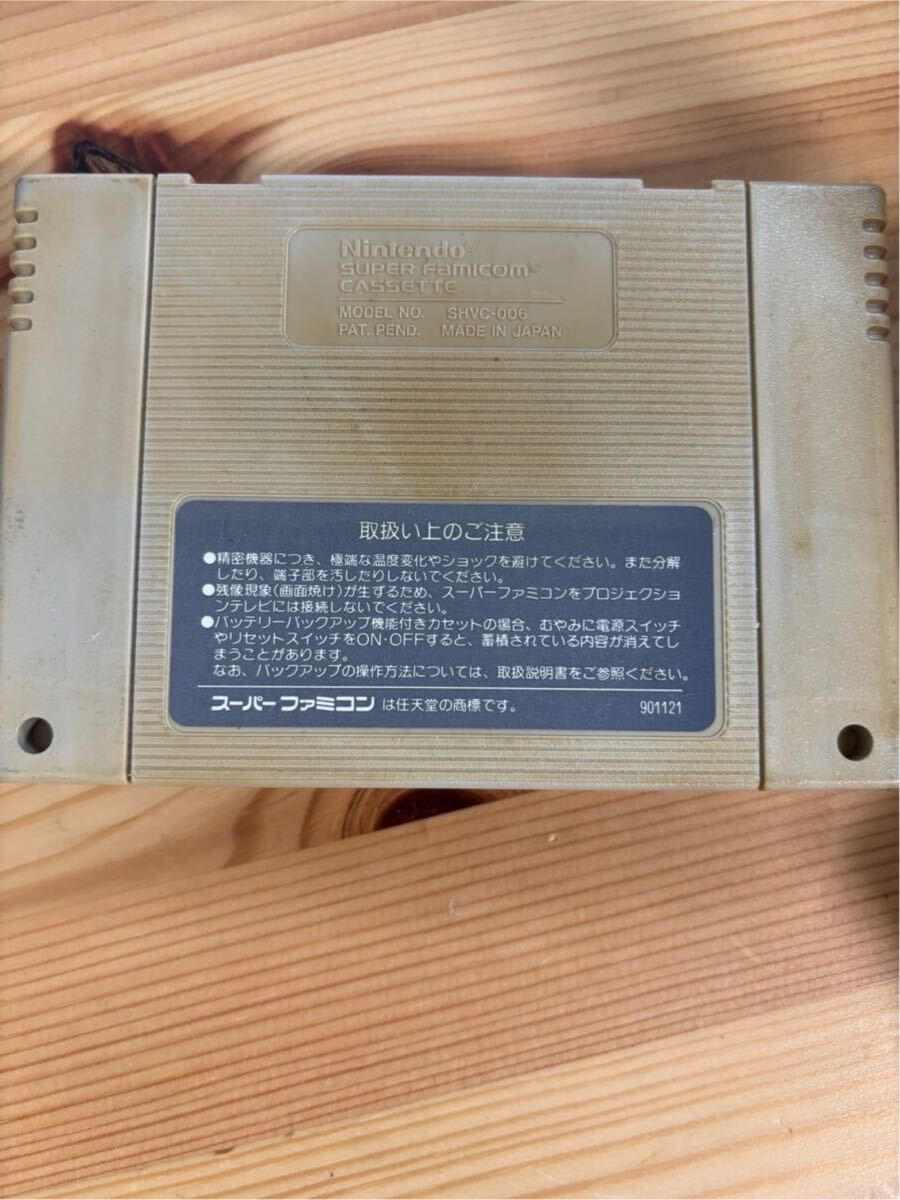 Nintendo®
SUPER FAMICOM®
CASSETTE
MODEL NO. SHVC-006
PAT. PEND. MADE IN JAPAN
取扱い上のご注意
●精密機器につき、極端な温度変化やショックを避けてください。また分解
したり、端子部を汚したりしないでください。
●残像現象(画面焼け)が生ずるため、スーパーファミコンをプロジェクショ
ンテレビには接続しないでください。
●バッテリーバックアップ機能付きカセットの場合、むやみに電源スイッチ
やリセットスイッチをON・OFFすると、蓄積されている内容が消えてし
まうことがあります。
なお、バックアップの操作方法については、取扱説明書をご参照ください。
スーパーファミコン は任天堂の商標です。 901121